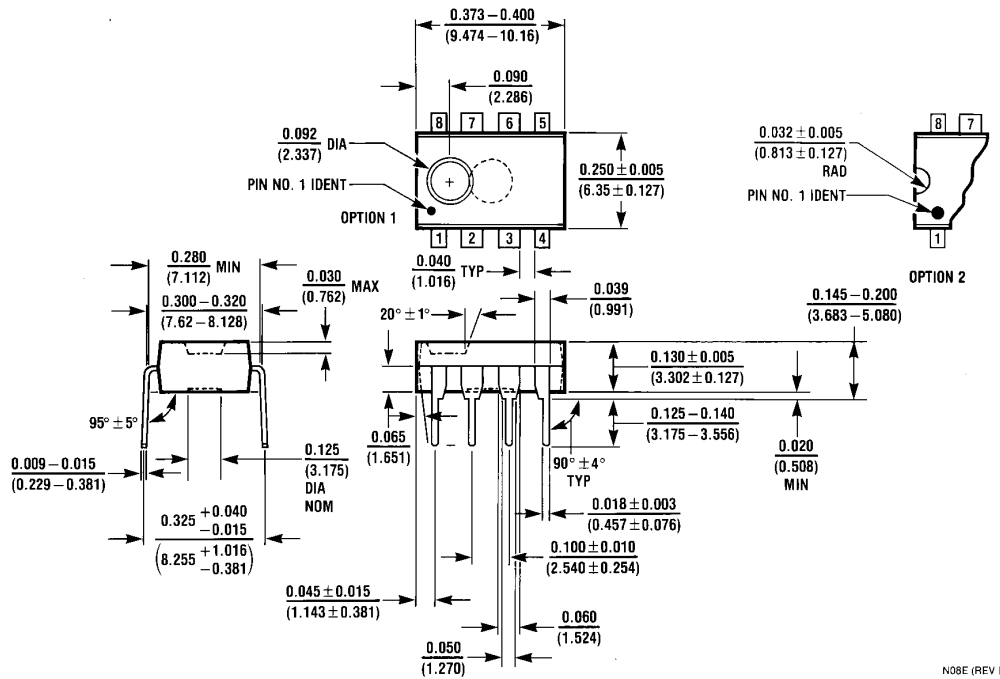 0.373 – 0.400
(9.474 – 10.16)
0.090
(2.286)
8 7 6 5
0.092 DIA
(2.337)
PIN NO. 1 IDENT
OPTION 1
1 2 3 4
0.250 ± 0.005
(6.35 ± 0.127)
8 7
0.032 ± 0.005
(0.813 ± 0.127)
RAD
PIN NO. 1 IDENT
1
OPTION 2
0.280 MIN
(7.112)
0.300 – 0.320
(7.62 – 8.128)
0.030 MAX
(0.762)
0.040 TYP
(1.016)
0.039
(0.991)
20° ± 1°
0.145 – 0.200
(3.683 – 5.080)
0.130 ± 0.005
(3.302 ± 0.127)
0.125 – 0.140
(3.175 – 3.556)
0.020
(0.508)
MIN
95° ± 5°
0.009 – 0.015
(0.229 – 0.381)
0.125
(3.175)
DIA
NOM
0.065
(1.651)
90° ± 4°
TYP
0.018 ± 0.003
(0.457 ± 0.076)
0.325 +0.040
–0.015
(8.255 +1.016
–0.381)
0.100 ± 0.010
(2.540 ± 0.254)
0.045 ± 0.015
(1.143 ± 0.381)
0.060
(1.524)
0.050
(1.270)
N08E (REV